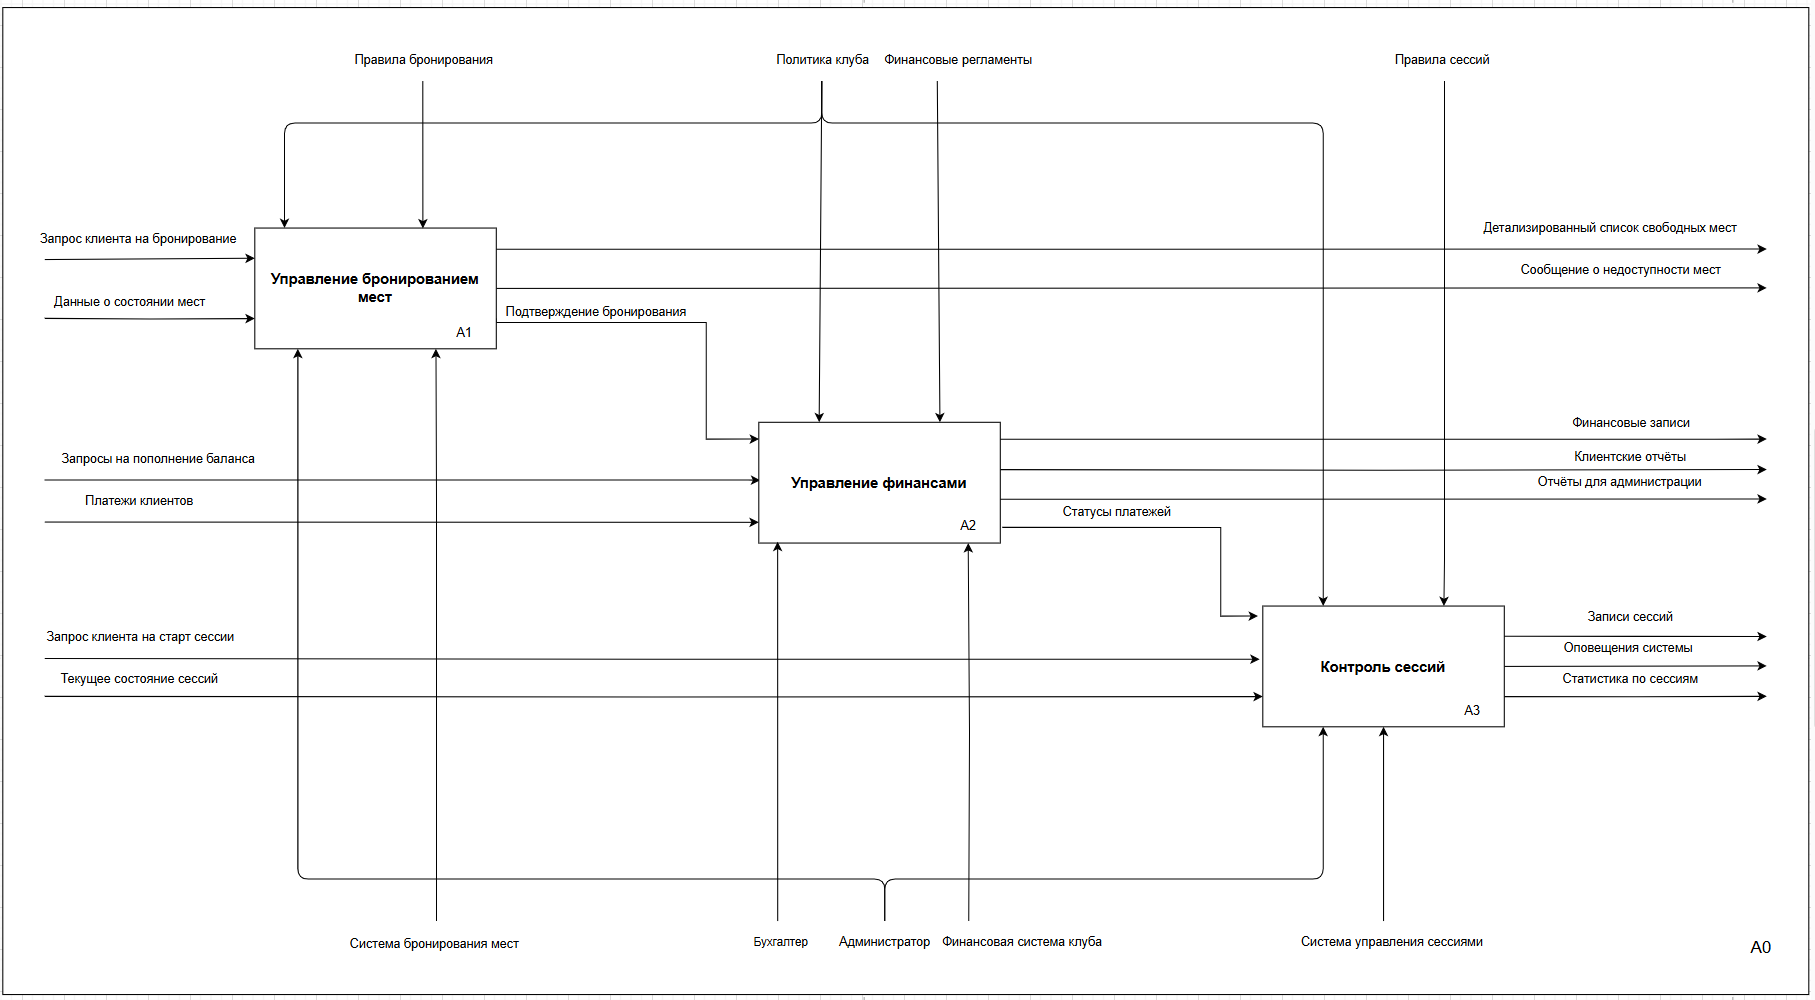 Правила бронирования
Политика клуба
Финансовые регламенты
Правила сессий
Запрос клиента на бронирование
Данные о состоянии мест
Управление бронированием
мест
A1
Детализированный список свободных мест
Сообщение о недоступности мест
Подтверждение бронирования
Запросы на пополнение баланса
Платежи клиентов
Управление финансами
A2
Финансовые записи
Клиентские отчёты
Отчёты для администрации
Статусы платежей
Запрос клиента на старт сессии
Текущее состояние сессий
Контроль сессий
A3
Записи сессий
Оповещения системы
Статистика по сессиям
Система бронирования мест
Бухгалтер
Администратор
Финансовая система клуба
Система управления сессиями
A0